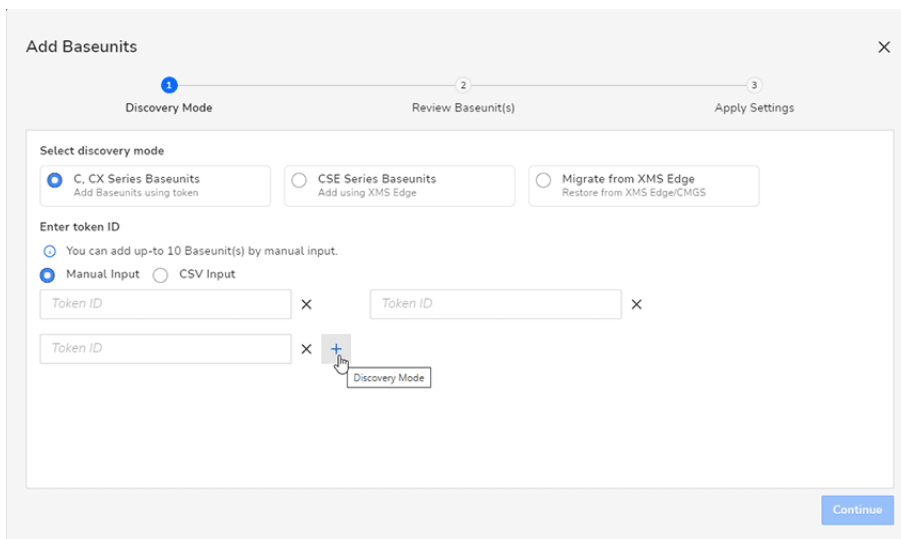 Add Baseunits
1
2
3
Discovery Mode
Review Baseunit(s)
Apply Settings
Select discovery mode
C, CX Series Baseunits
Add Baseunits using token
CSE Series Baseunits
Add using XMS Edge
Migrate from XMS Edge
Restore from XMS Edge/CMGS
Enter token ID
You can add up-to 10 Baseunit(s) by manual input.
Manual Input
CSV Input
Token ID
Token ID
Token ID
Discovery Mode
Continue